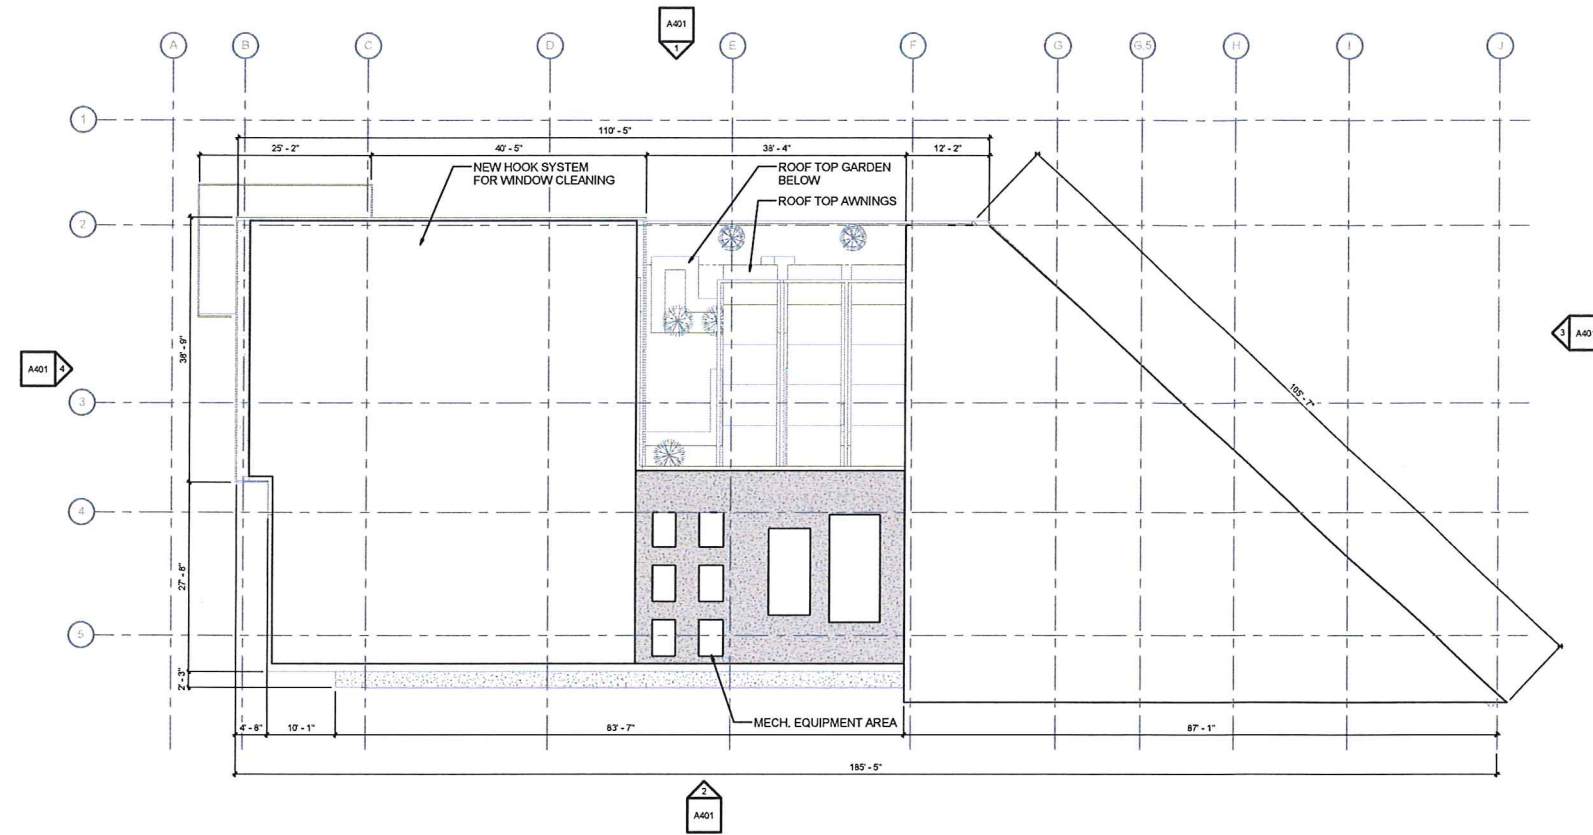 A401
1
A
B
C
D
E
F
G
G.5
H
I
J
1
110' - 5"
25' - 2"
40' - 5"
38' - 4"
12' - 2"
NEW HOOK SYSTEM
FOR WINDOW CLEANING
ROOF TOP GARDEN
BELOW
ROOF TOP AWNINGS
2
3
A401
38' - 9"
A401
4
105' - 7"
3
4
27' - 8"
5
2' - 3"
MECH. EQUIPMENT AREA
4' - 8"
10' - 1"
83' - 7"
87' - 1"
185' - 5"
2
A401